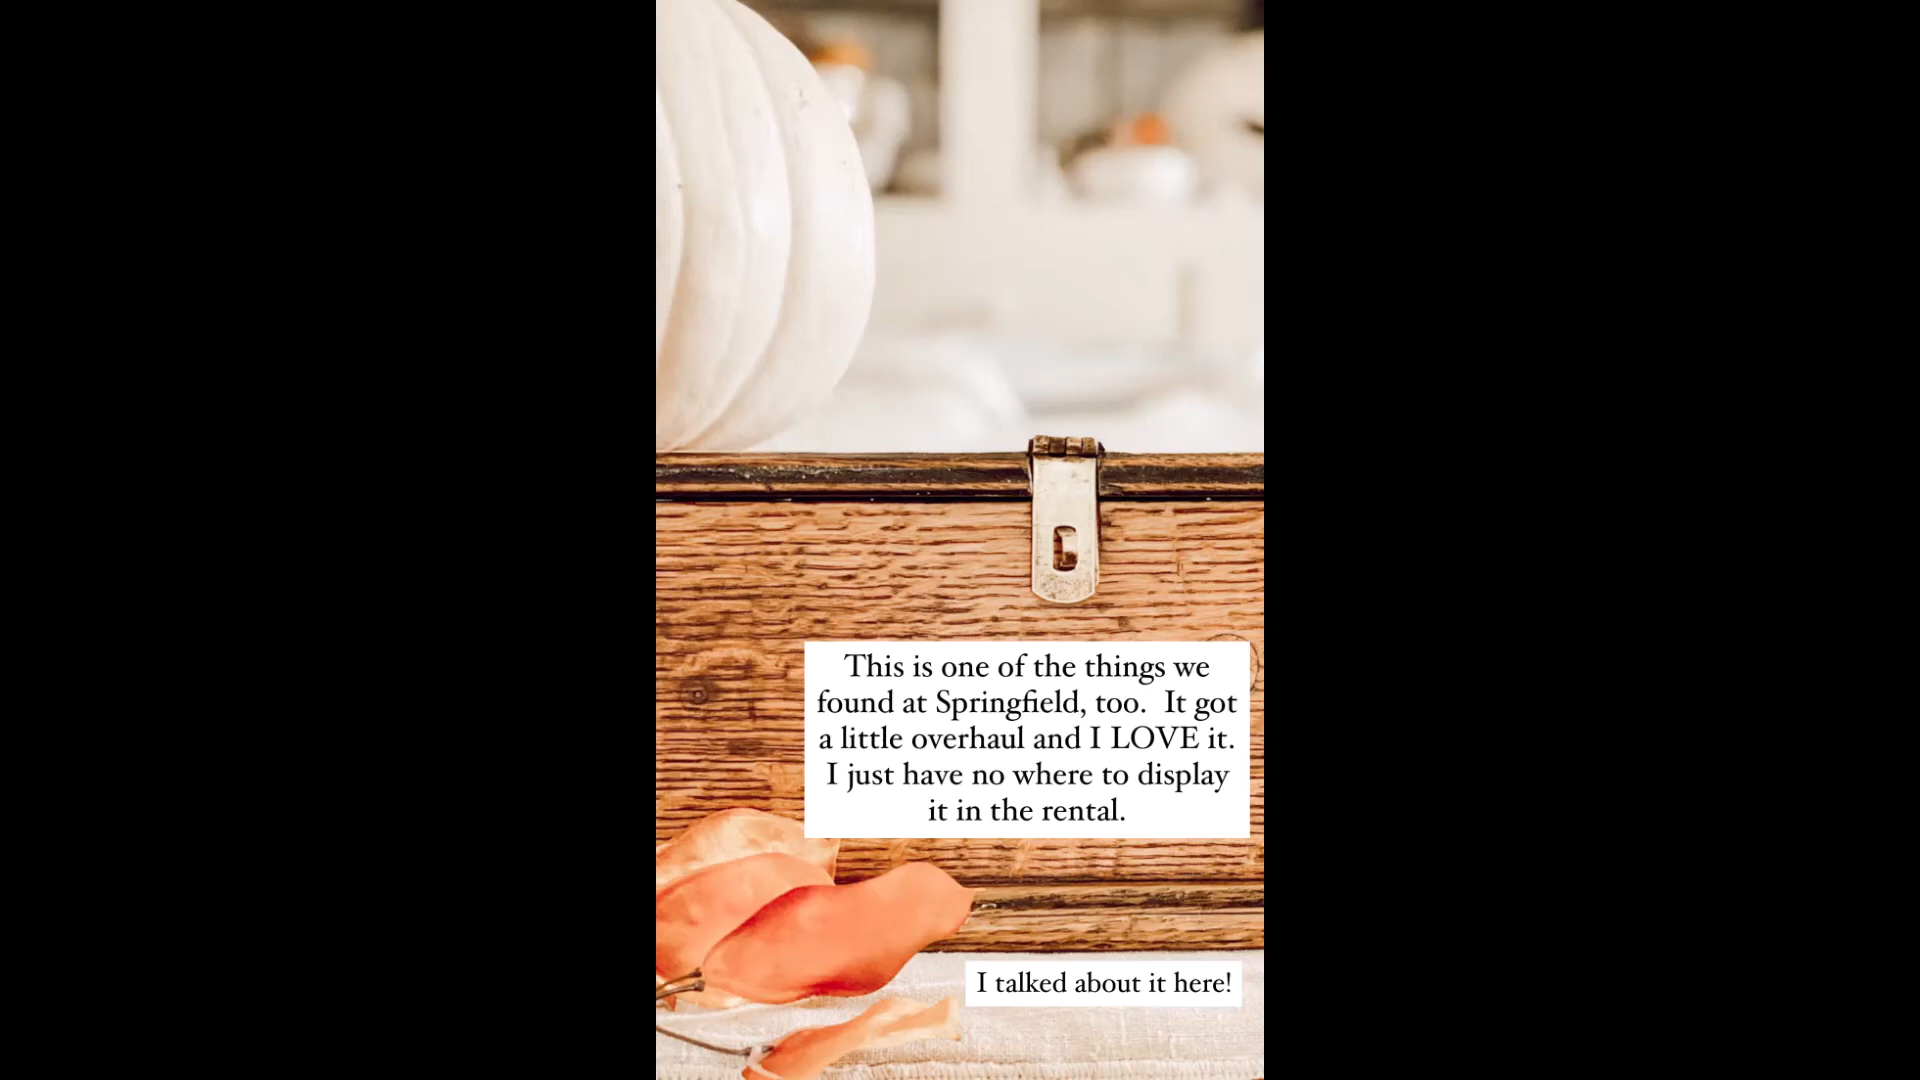 This is one of the things we
found at Springfield, too.  It got
a little overhaul and I LOVE it.
I just have no where to display
it in the rental.
I talked about it here!